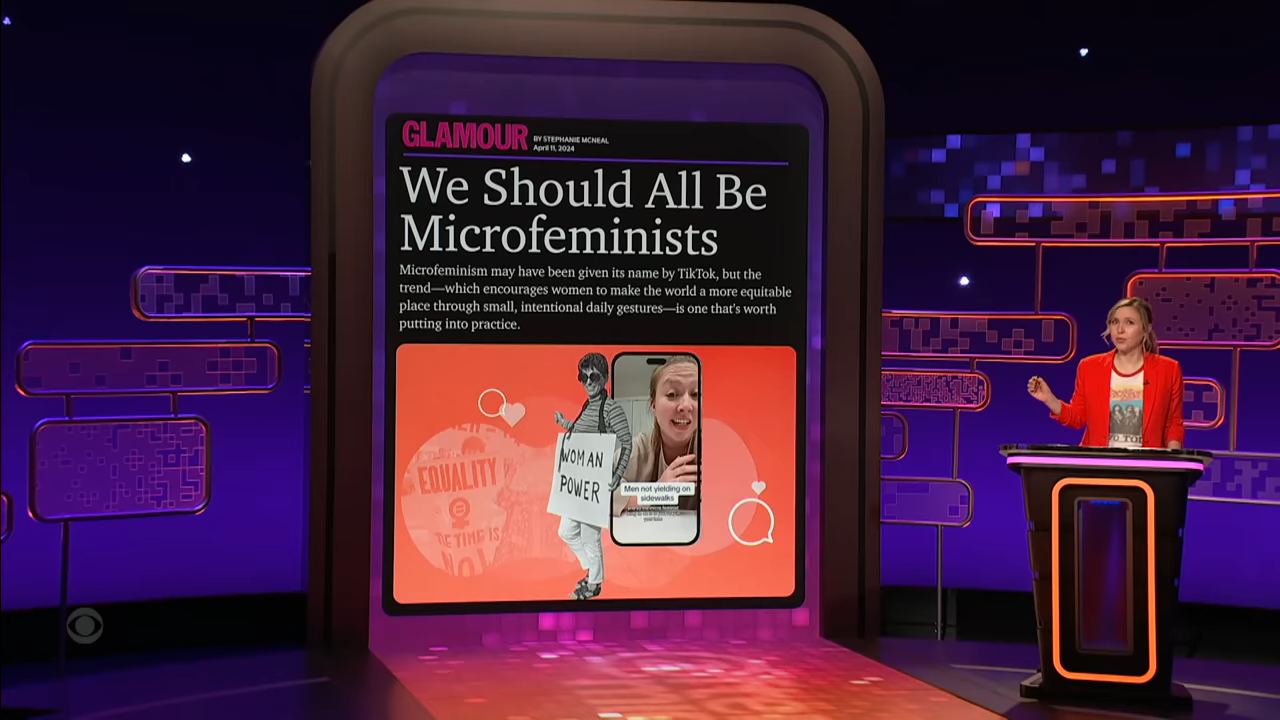 GLAMOUR
BY STEPHANIE MCNEAL
April 11, 2024
We Should All Be
Microfeminists
Microfeminism may have been given its name by TikTok, but the
trend—which encourages women to make the world a more equitable
place through small, intentional daily gestures—is one that's worth
putting into practice.
EQUALITY
TIME IS
WOMAN
POWER
Men not yielding on
sidewalks